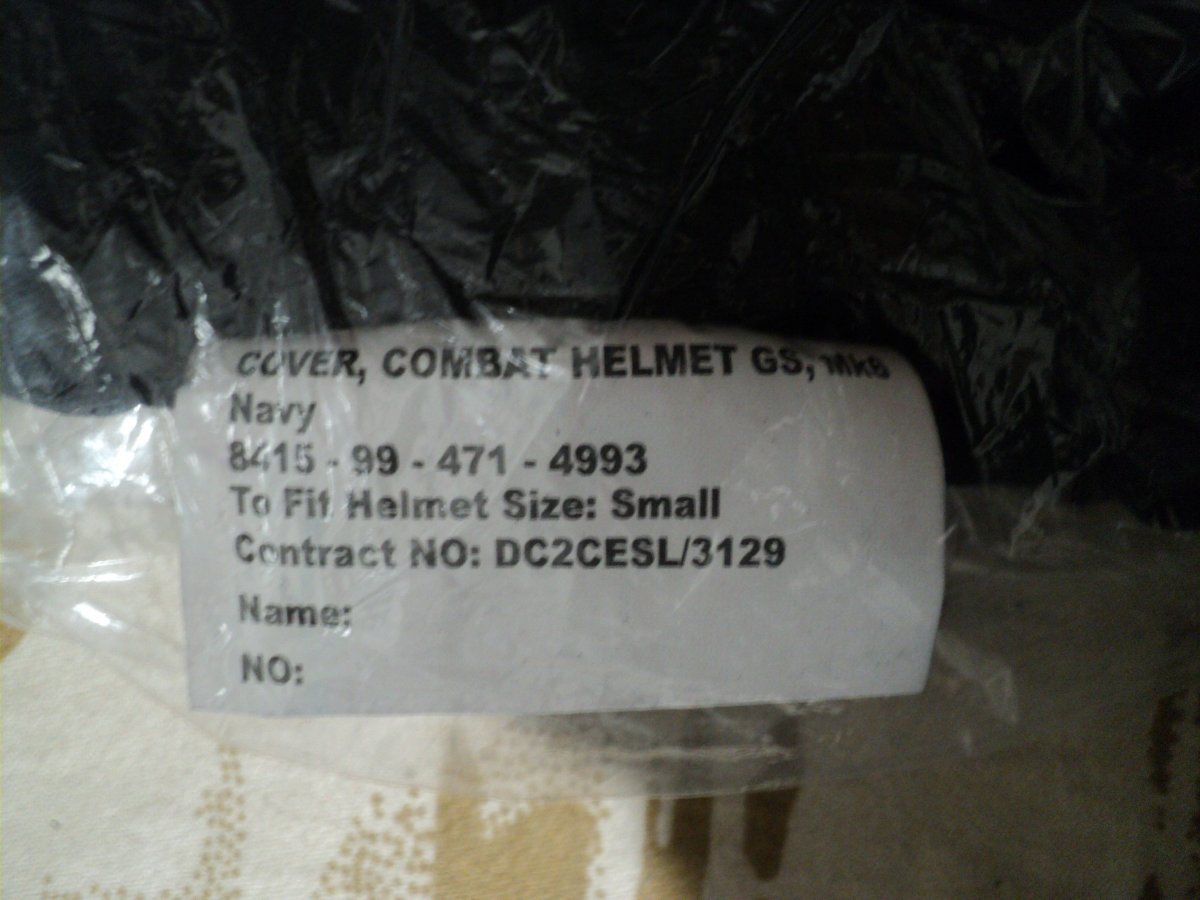 COVER, COMBAT HELMET GS, Mk6
Navy
8415 - 99 - 471 - 4993
To Fit Helmet Size: Small
Contract NO: DC2CESL/3129
Name:
NO: